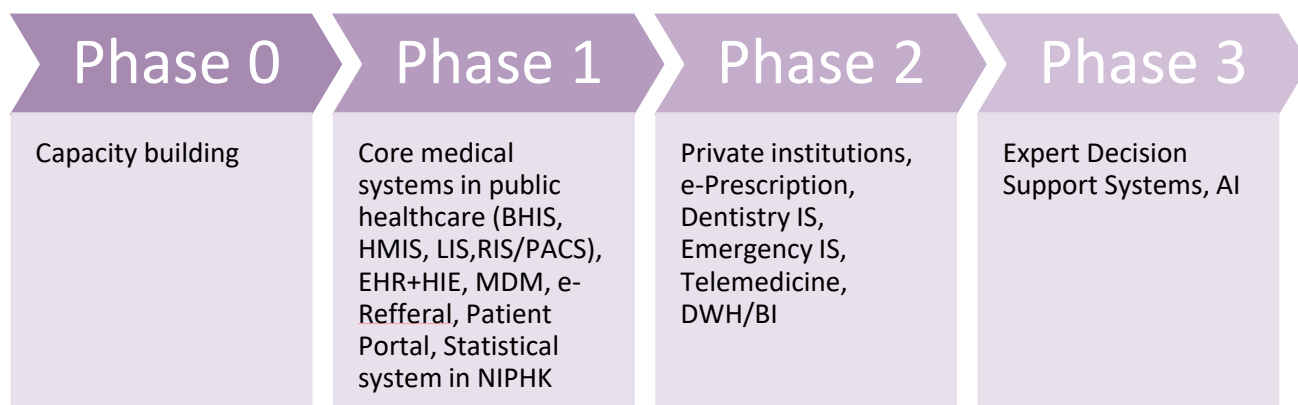 Phase 0
Capacity building
Phase 1
Core medical
systems in public
healthcare (BHIS,
HMIS, LIS,RIS/PACS),
EHR+HIE, MDM, e-
Refferal, Patient
Portal, Statistical
system in NIPHK
Phase 2
Private institutions,
e-Prescription,
Dentistry IS,
Emergency IS,
Telemedicine,
DWH/BI
Phase 3
Expert Decision
Support Systems, AI